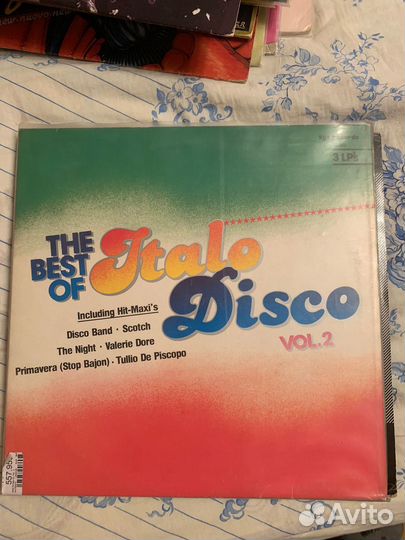 3 LPs
THE
BEST
OF
Italo
Disco
VOL.2
Including Hit-Maxi's
Disco Band · Scotch
The Night · Valerie Dore
Primavera (Stop Bajon) · Tullio De Piscopo
Avito